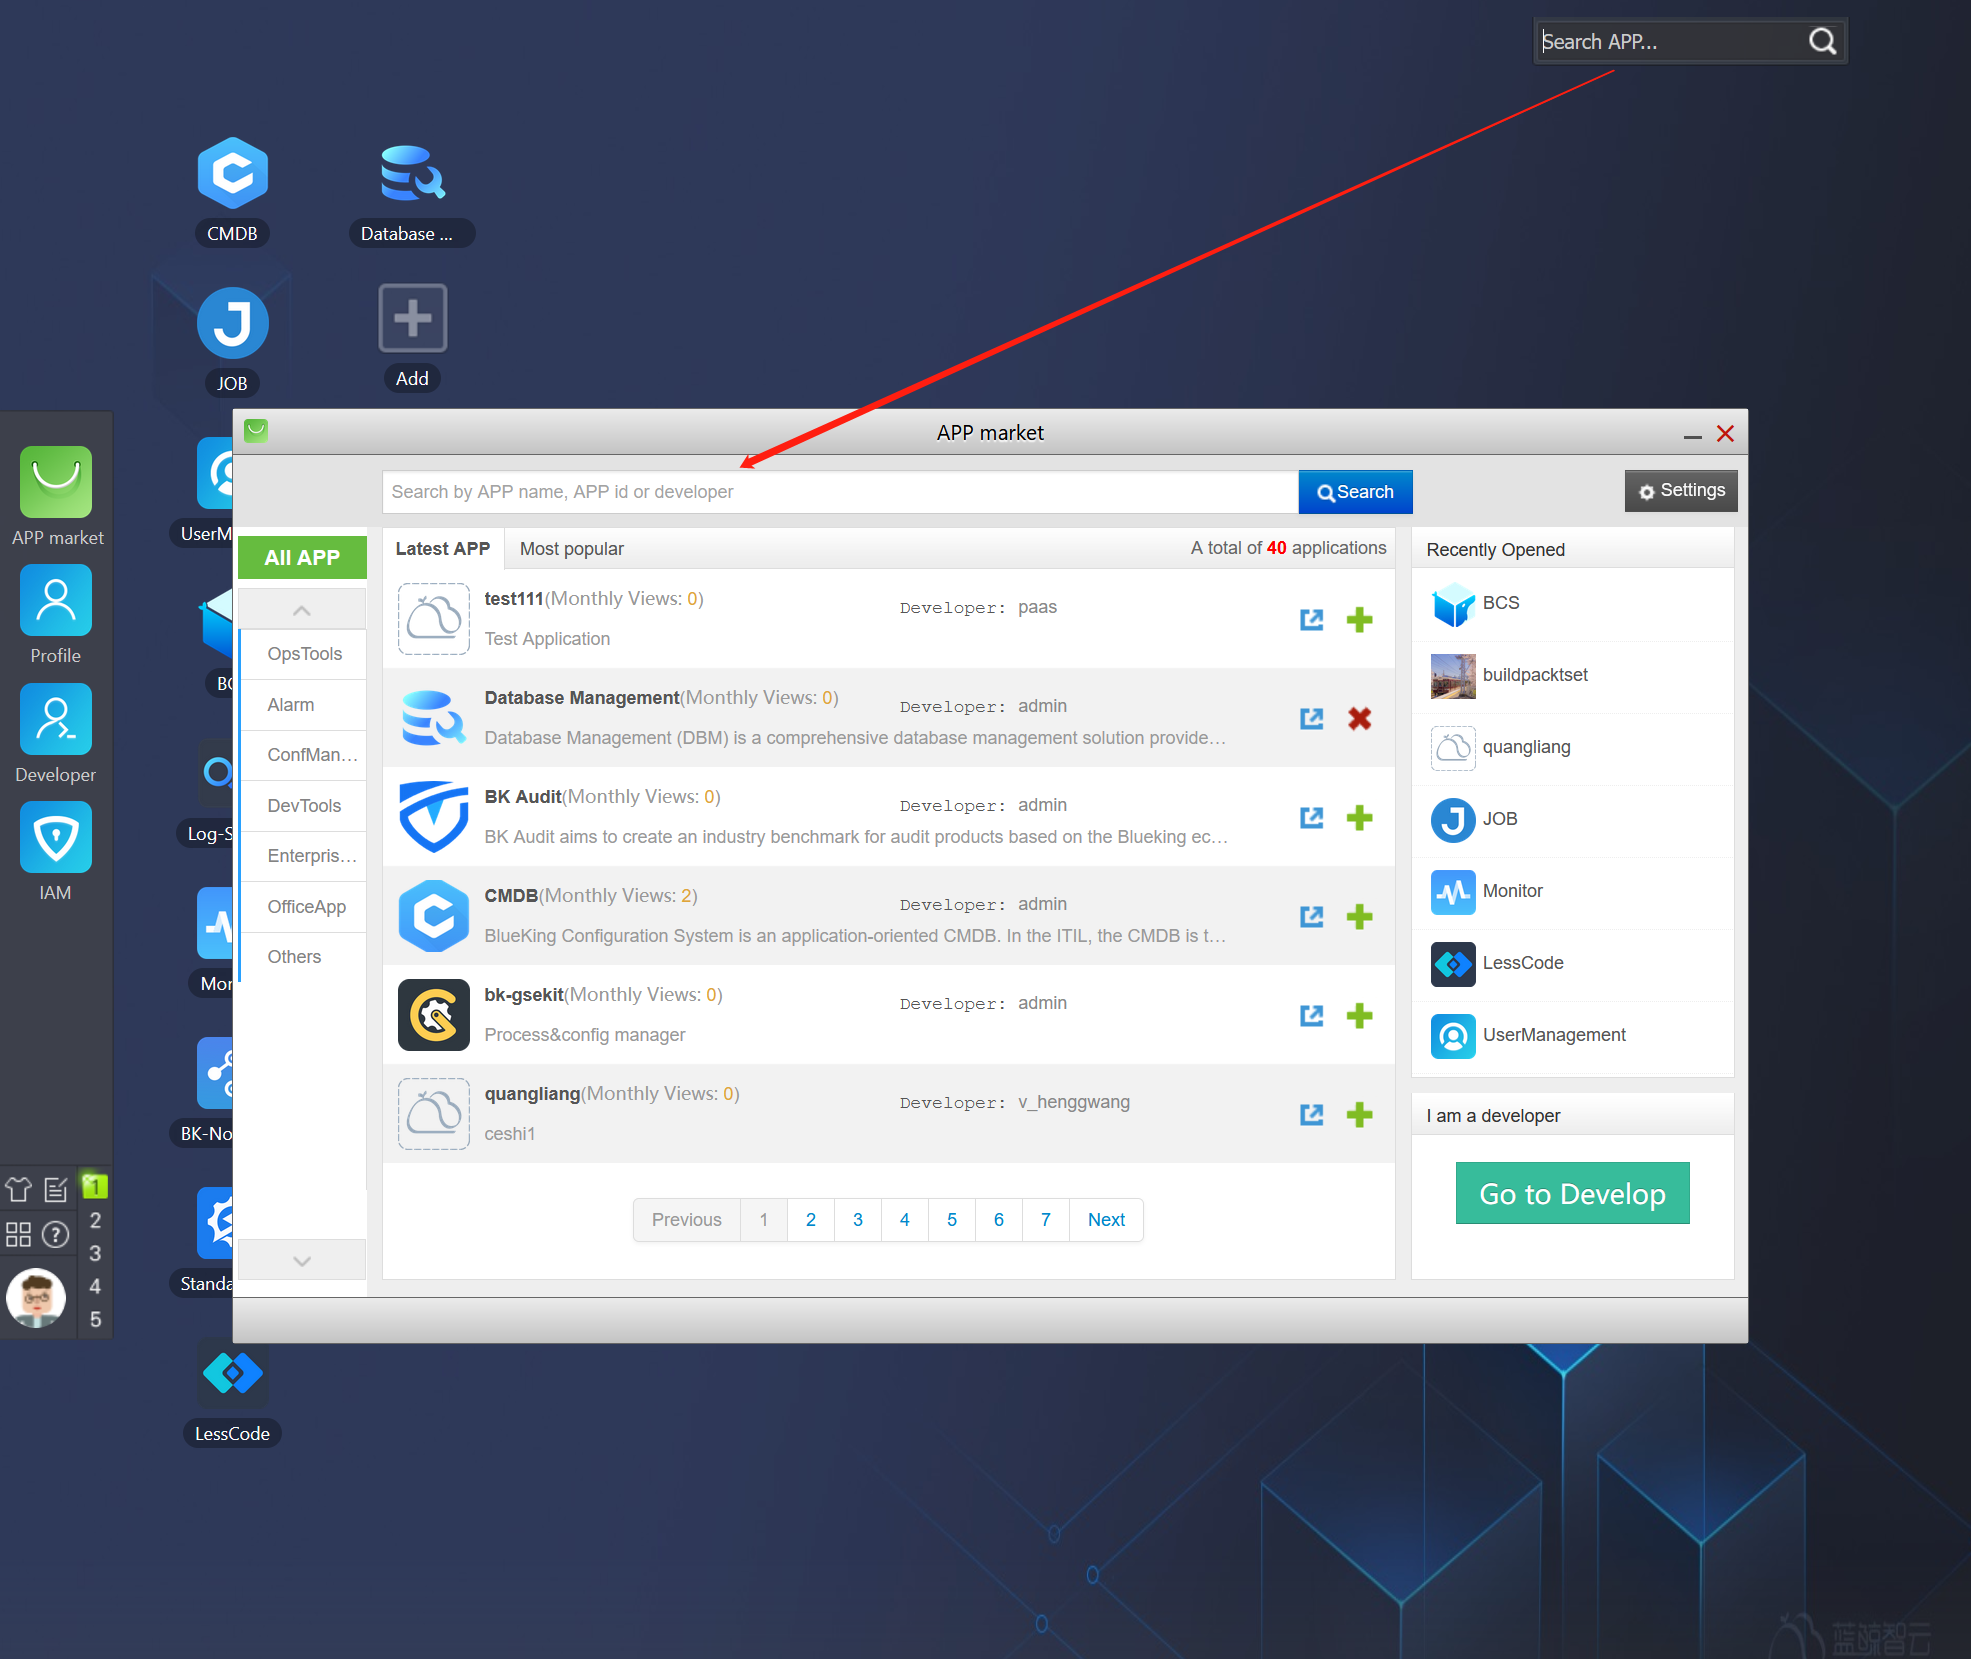 Search APP...
CMDB
Database ...
JOB
Add
APP market
Profile
Developer
IAM
1
2
3
4
5
UserM
BC
Log-S
Mor
BK-No
Standa
LessCode
APP market
Search by APP name, APP id or developer
Search
Settings
All APP
OpsTools
Alarm
ConfMan...
DevTools
Enterpris...
OfficeApp
Others
Latest APP
Most popular
A total of 40 applications
test111(Monthly Views: 0)
Developer: paas
Test Application
Database Management(Monthly Views: 0)
Developer: admin
Database Management (DBM) is a comprehensive database management solution provide...
BK Audit(Monthly Views: 0)
Developer: admin
BK Audit aims to create an industry benchmark for audit products based on the Blueking ec...
CMDB(Monthly Views: 2)
Developer: admin
BlueKing Configuration System is an application-oriented CMDB. In the ITIL, the CMDB is t...
bk-gsekit(Monthly Views: 0)
Developer: admin
Process&config manager
quangliang(Monthly Views: 0)
Developer: v_henggwang
ceshi1
Previous 1 2 3 4 5 6 7 Next
Recently Opened
BCS
buildpacktset
quangliang
JOB
Monitor
LessCode
UserManagement
I am a developer
Go to Develop
蓝鲸智云